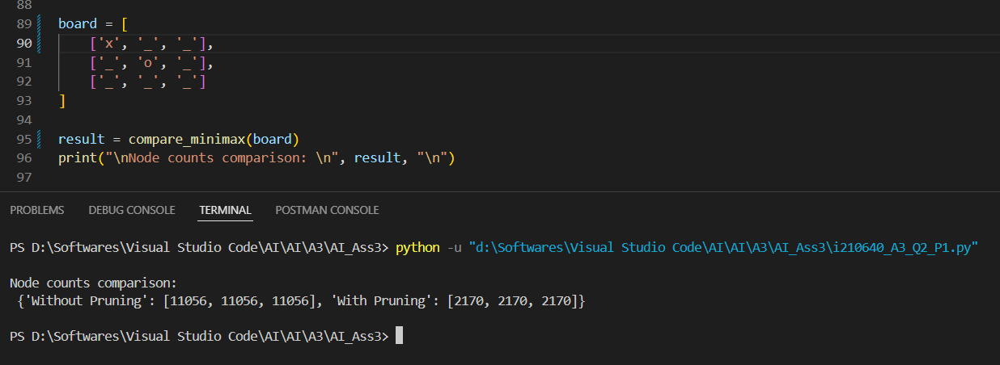 88
89 board = [
90     ['x', '_', '_'],
91     ['_', 'o', '_'],
92     ['_', '_', '_']
93 ]
94
95 result = compare_minimax(board)
96 print("\nNode counts comparison: \n", result, "\n")
97
PROBLEMS DEBUG CONSOLE TERMINAL POSTMAN CONSOLE
PS D:\Softwares\Visual Studio Code\AI\AI\A3\AI_Ass3> python -u "d:\Softwares\Visual Studio Code\AI\AI\A3\AI_Ass3\i210640_A3_Q2_P1.py"
Node counts comparison:
 {'Without Pruning': [11056, 11056, 11056], 'With Pruning': [2170, 2170, 2170]}
PS D:\Softwares\Visual Studio Code\AI\AI\A3\AI_Ass3>